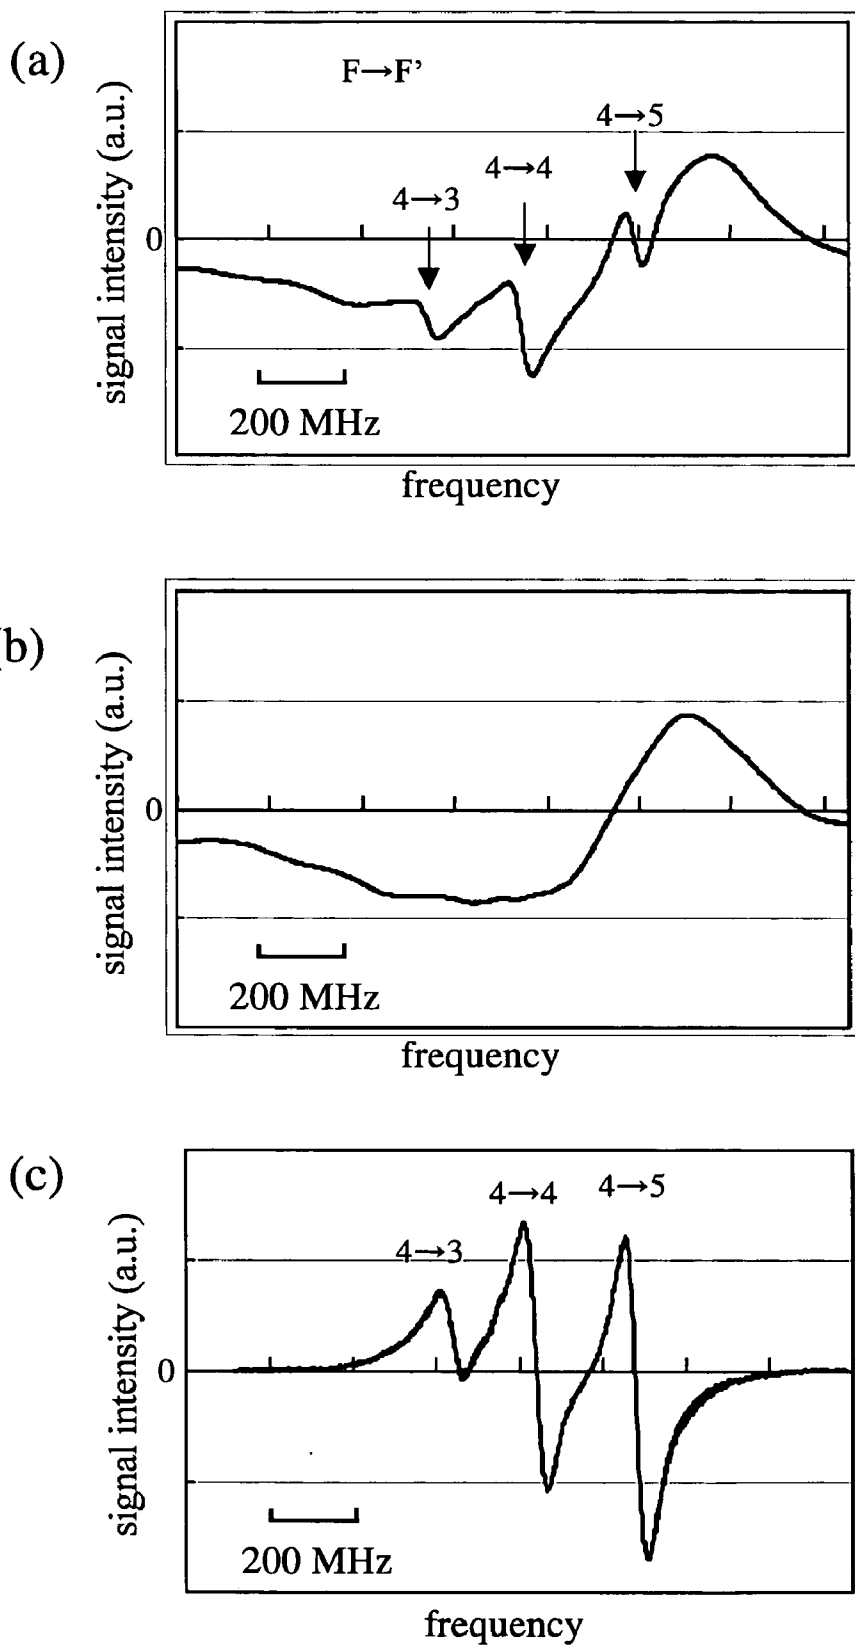 (a)
F→F'
4→5
4→4
4→3
signal intensity (a.u.)
0
200 MHz
frequency
(b)
signal intensity (a.u.)
0
200 MHz
frequency
(c)
4→4
4→5
4→3
signal intensity (a.u.)
0
200 MHz
frequency